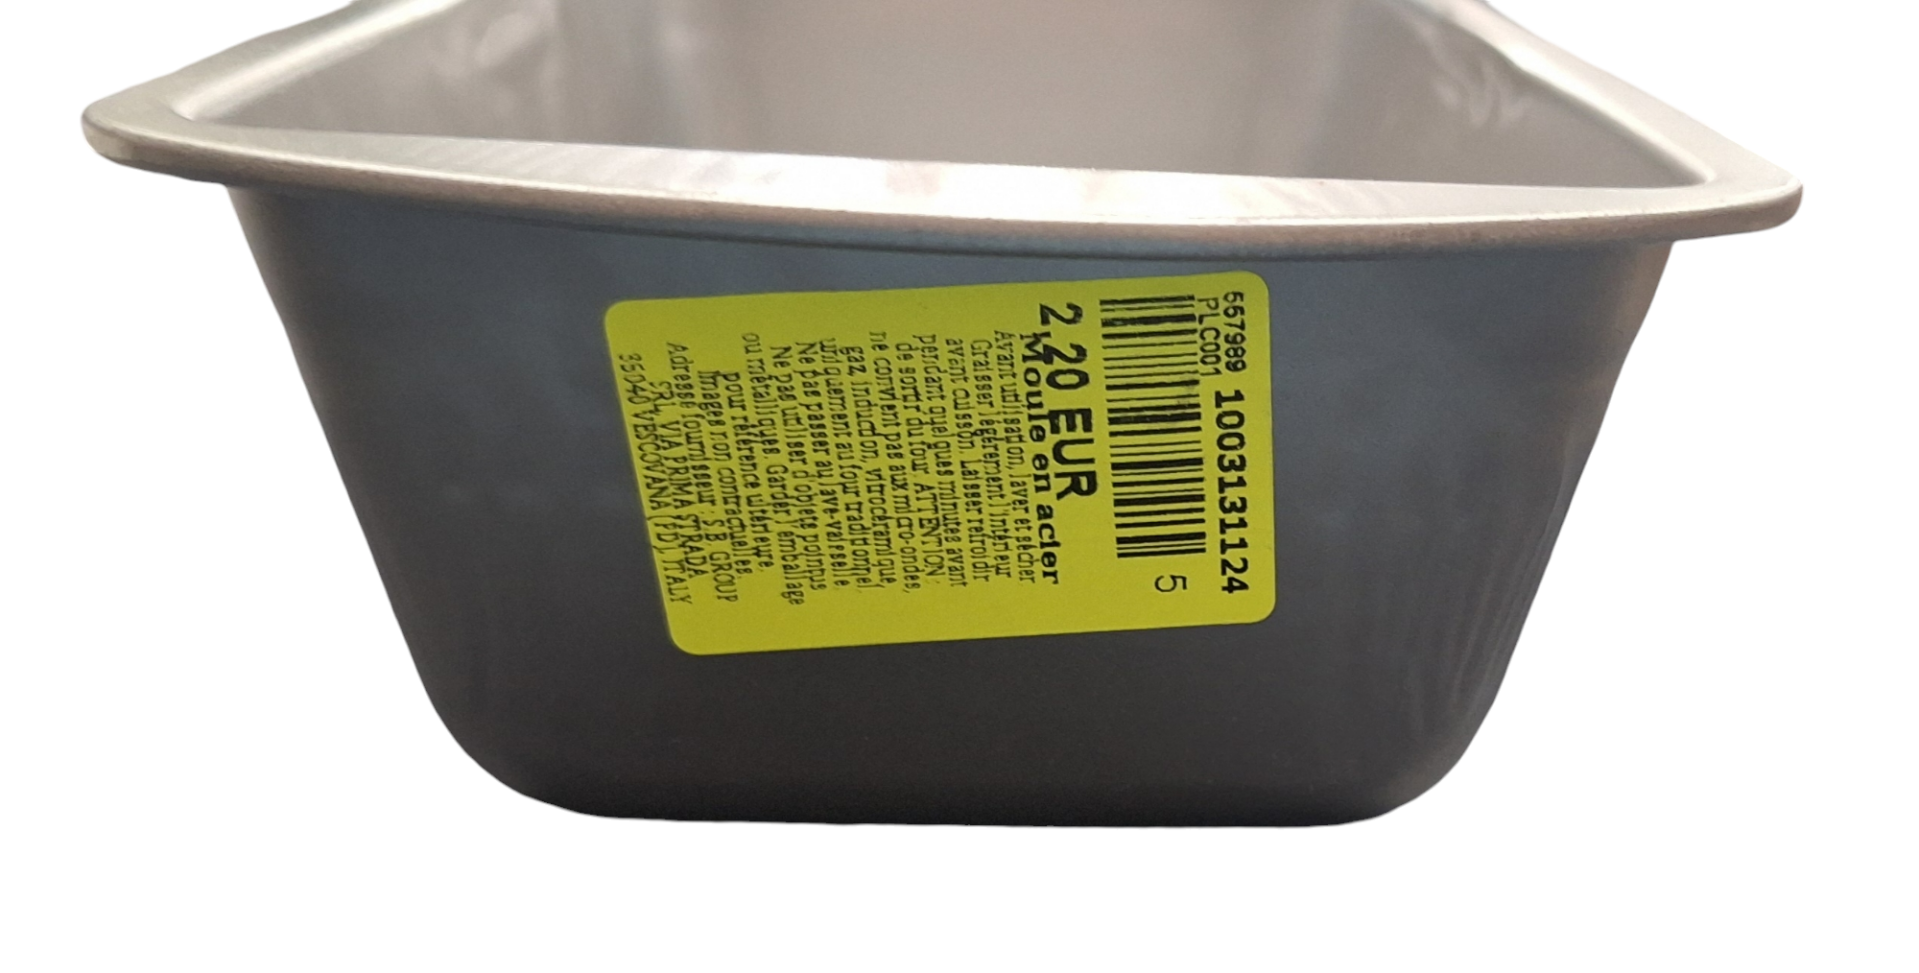 557989 1003131124
PLC001
5
2,20 EUR
Moule en acier
Avant utilisation, laver et sécher
Graisser légèrement l'intérieur
avant cuisson. Laisser refroidir
pendant quelques minutes avant
de sortir du four. ATTENTION:
ne convient pas aux micro-ondes,
gaz, induction, vitrocéramique,
uniquement au four traditionnel.
Ne pas passer au lave-vaisselle
Ne pas utiliser d'objets pointus
ou métalliques. Garder l'emballage
pour référence ultérieure.
Image non contractuelles,
Adresse fournisseur : SB GROUP
SRL VIA PRIMA STRADA
35040 VESCOVANA (PD) ITALY